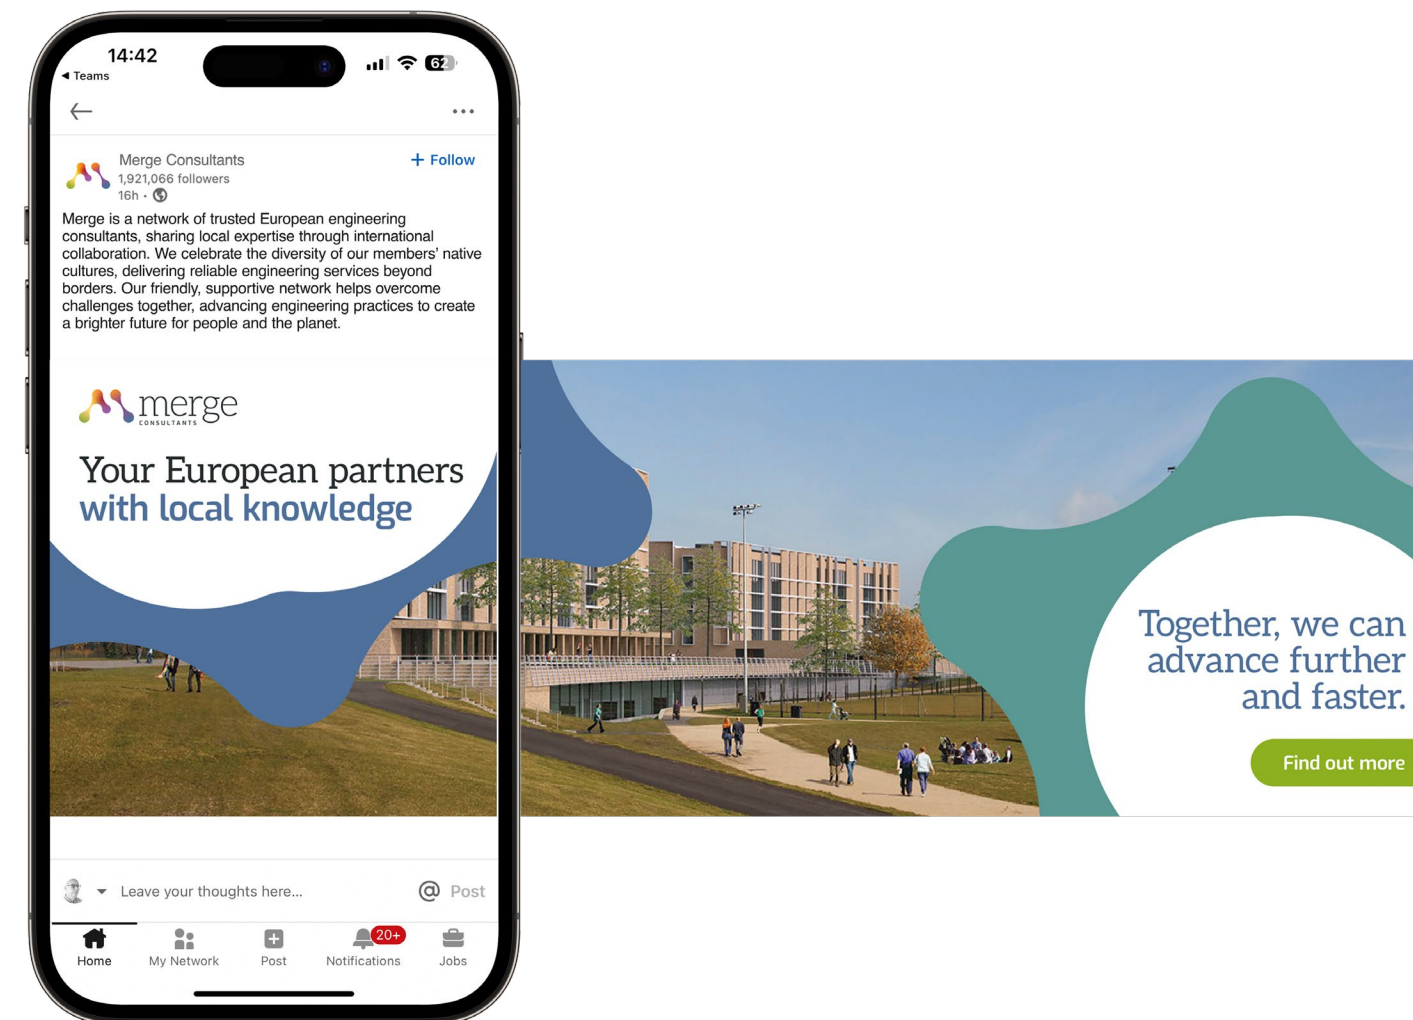 14:42
62
◀ Teams
Merge Consultants
+ Follow
1,921,066 followers
16h •
Merge is a network of trusted European engineering
consultants, sharing local expertise through international
collaboration. We celebrate the diversity of our members' native
cultures, delivering reliable engineering services beyond
borders. Our friendly, supportive network helps overcome
challenges together, advancing engineering practices to create
a brighter future for people and the planet.
merge
CONSULTANTS
Your European partners
with local knowledge
Together, we can
advance further
and faster.
Find out more
Leave your thoughts here...
@ Post
20+
Home
My Network
Post
Notifications
Jobs